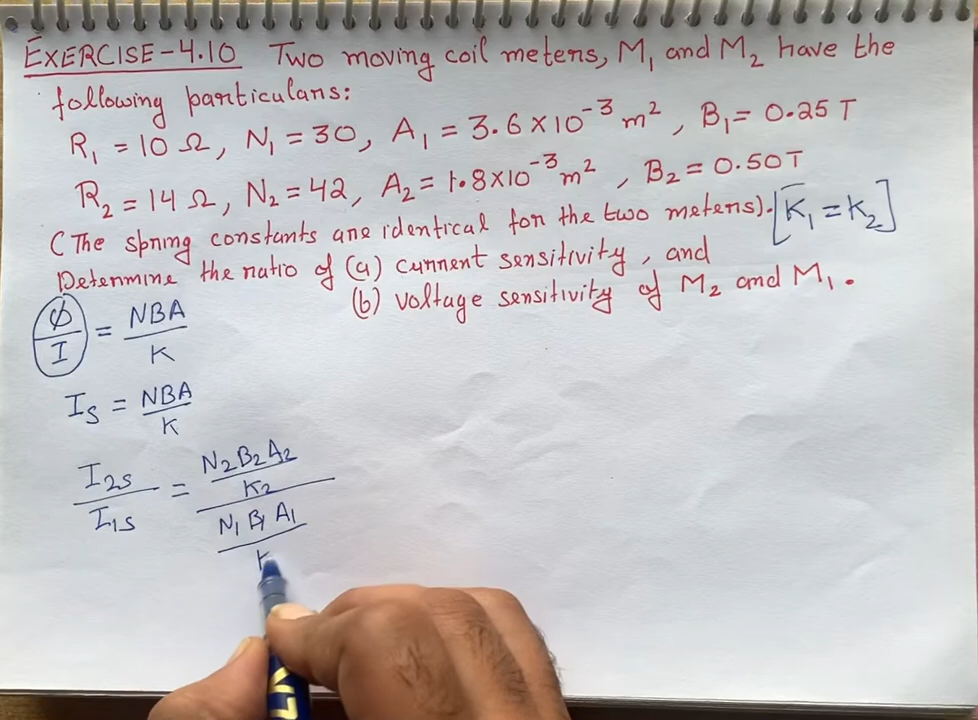 EXERCISE-4.10 Two moving coil meters, M₁ and M₂ have the
following particulars:
R₁ = 10 Ω, N₁ = 30, A₁ = 3.6×10⁻³ m², B₁ = 0.25 T
R₂ = 14 Ω, N₂ = 42, A₂ = 1.8×10⁻³ m², B₂ = 0.50 T
(The spring constants are identical for the two meters). [K₁ = K₂]
Determine the ratio of (a) current sensitivity, and
(b) voltage sensitivity of M₂ and M₁.
Φ/I = NBA/K
I_S = NBA/K
I₂S/I₁S = (N₂B₂A₂/K₂)/(N₁B₁A₁/K